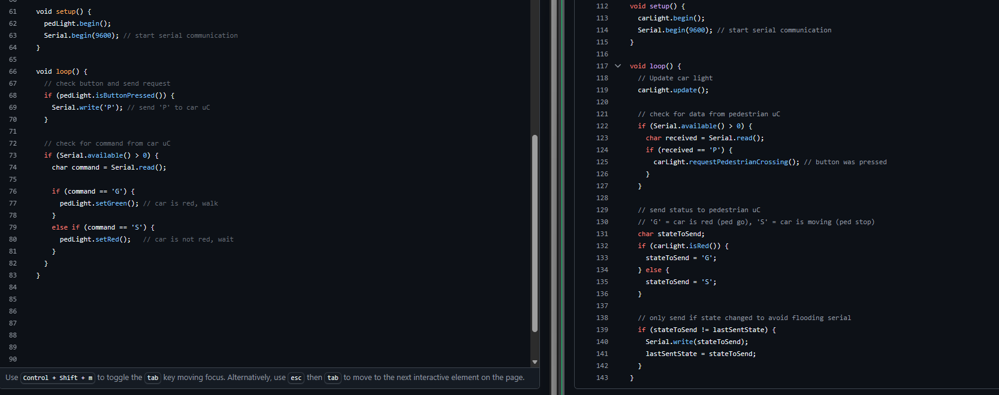 60
61 void setup() {
62 pedLight.begin();
63 Serial.begin(9600); // start serial communication
64 }
65
66 void loop() {
67 // check button and send request
68 if (pedLight.isButtonPressed()) {
69 Serial.write('P'); // send 'P' to car uC
70 }
71
72 // check for command from car uC
73 if (Serial.available() > 0) {
74 char command = Serial.read();
75
76 if (command == 'G') {
77 pedLight.setGreen(); // car is red, walk
78 }
79 else if (command == 'S') {
80 pedLight.setRed();   // car is not red, wait
81 }
82 }
83 }
84
85
86
87
88
89
90
Use Control + Shift + m to toggle the tab key moving focus. Alternatively, use esc then tab to move to the next interactive element on the page.
112 void setup() {
113 carLight.begin();
114 Serial.begin(9600); // start serial communication
115 }
116
117 void loop() {
118 // Update car light
119 carLight.update();
120
121 // check for data from pedestrian uC
122 if (Serial.available() > 0) {
123 char received = Serial.read();
124 if (received == 'P') {
125 carLight.requestPedestrianCrossing(); // button was pressed
126 }
127 }
128
129 // send status to pedestrian uC
130 // 'G' = car is red (ped go), 'S' = car is moving (ped stop)
131 char stateToSend;
132 if (carLight.isRed()) {
133 stateToSend = 'G';
134 } else {
135 stateToSend = 'S';
136 }
137
138 // only send if state changed to avoid flooding serial
139 if (stateToSend != lastSentState) {
140 Serial.write(stateToSend);
141 lastSentState = stateToSend;
142 }
143 }